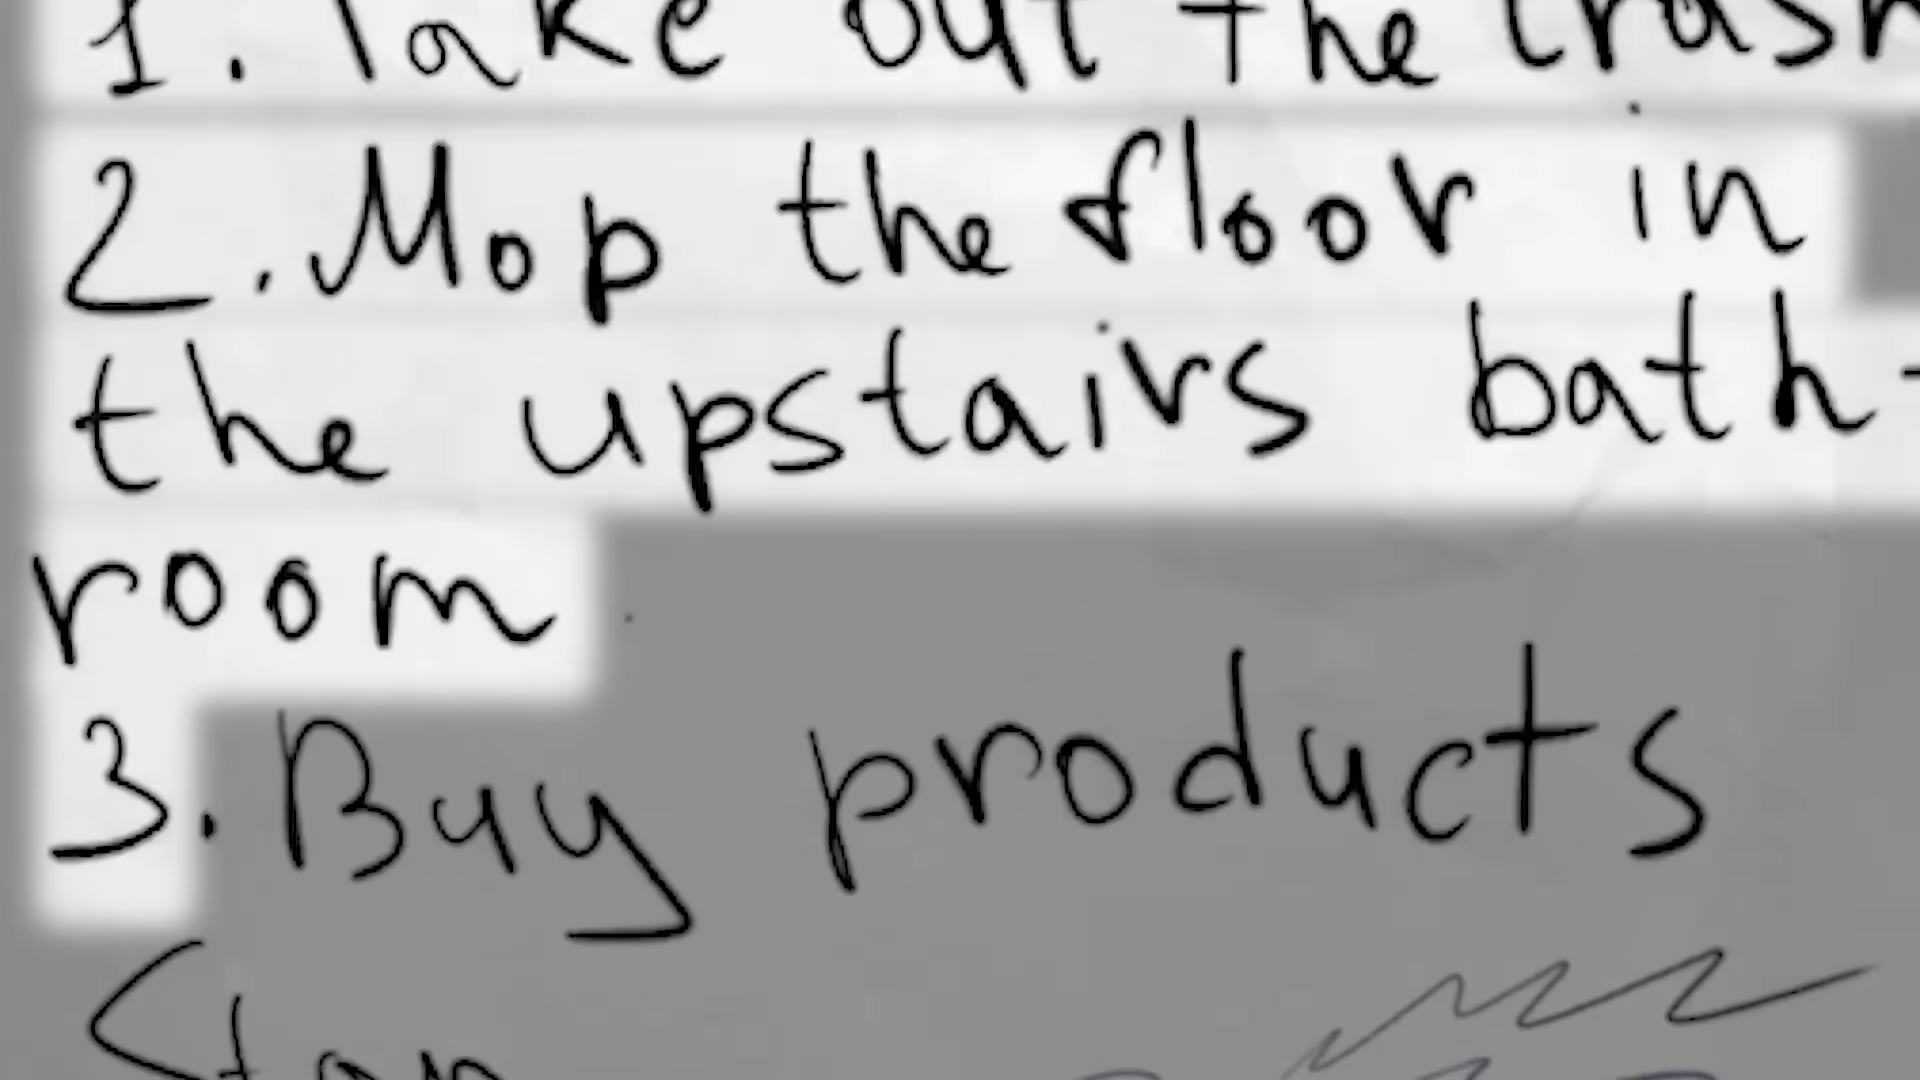 1. Take out the trash
2. Mop the floor in
the upstairs bath-
room
3. Buy products